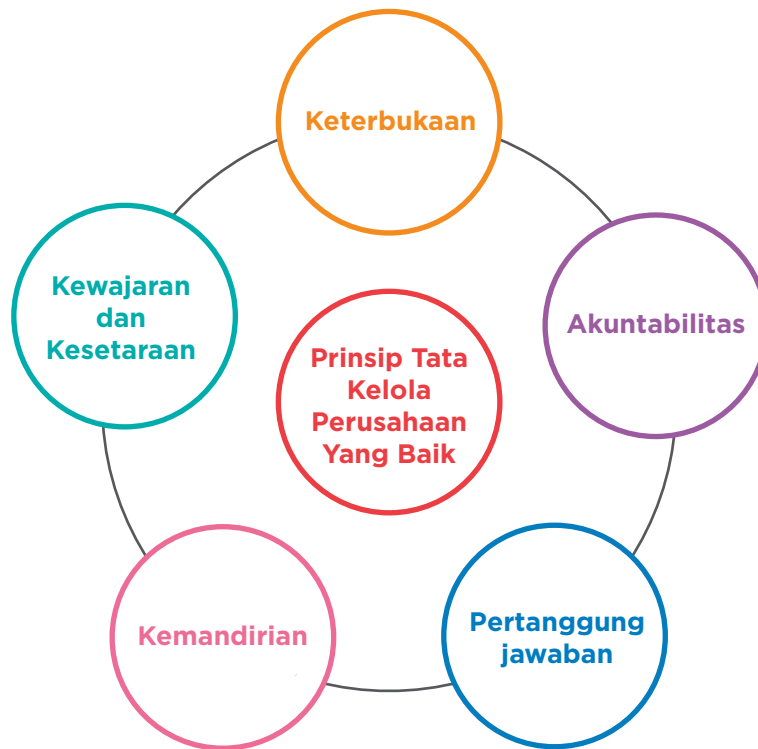 Keterbukaan
Akuntabilitas
Pertanggung
jawaban
Kemandirian
Kewajaran
dan
Kesetaraan
Prinsip Tata
Kelola
Perusahaan
Yang Baik